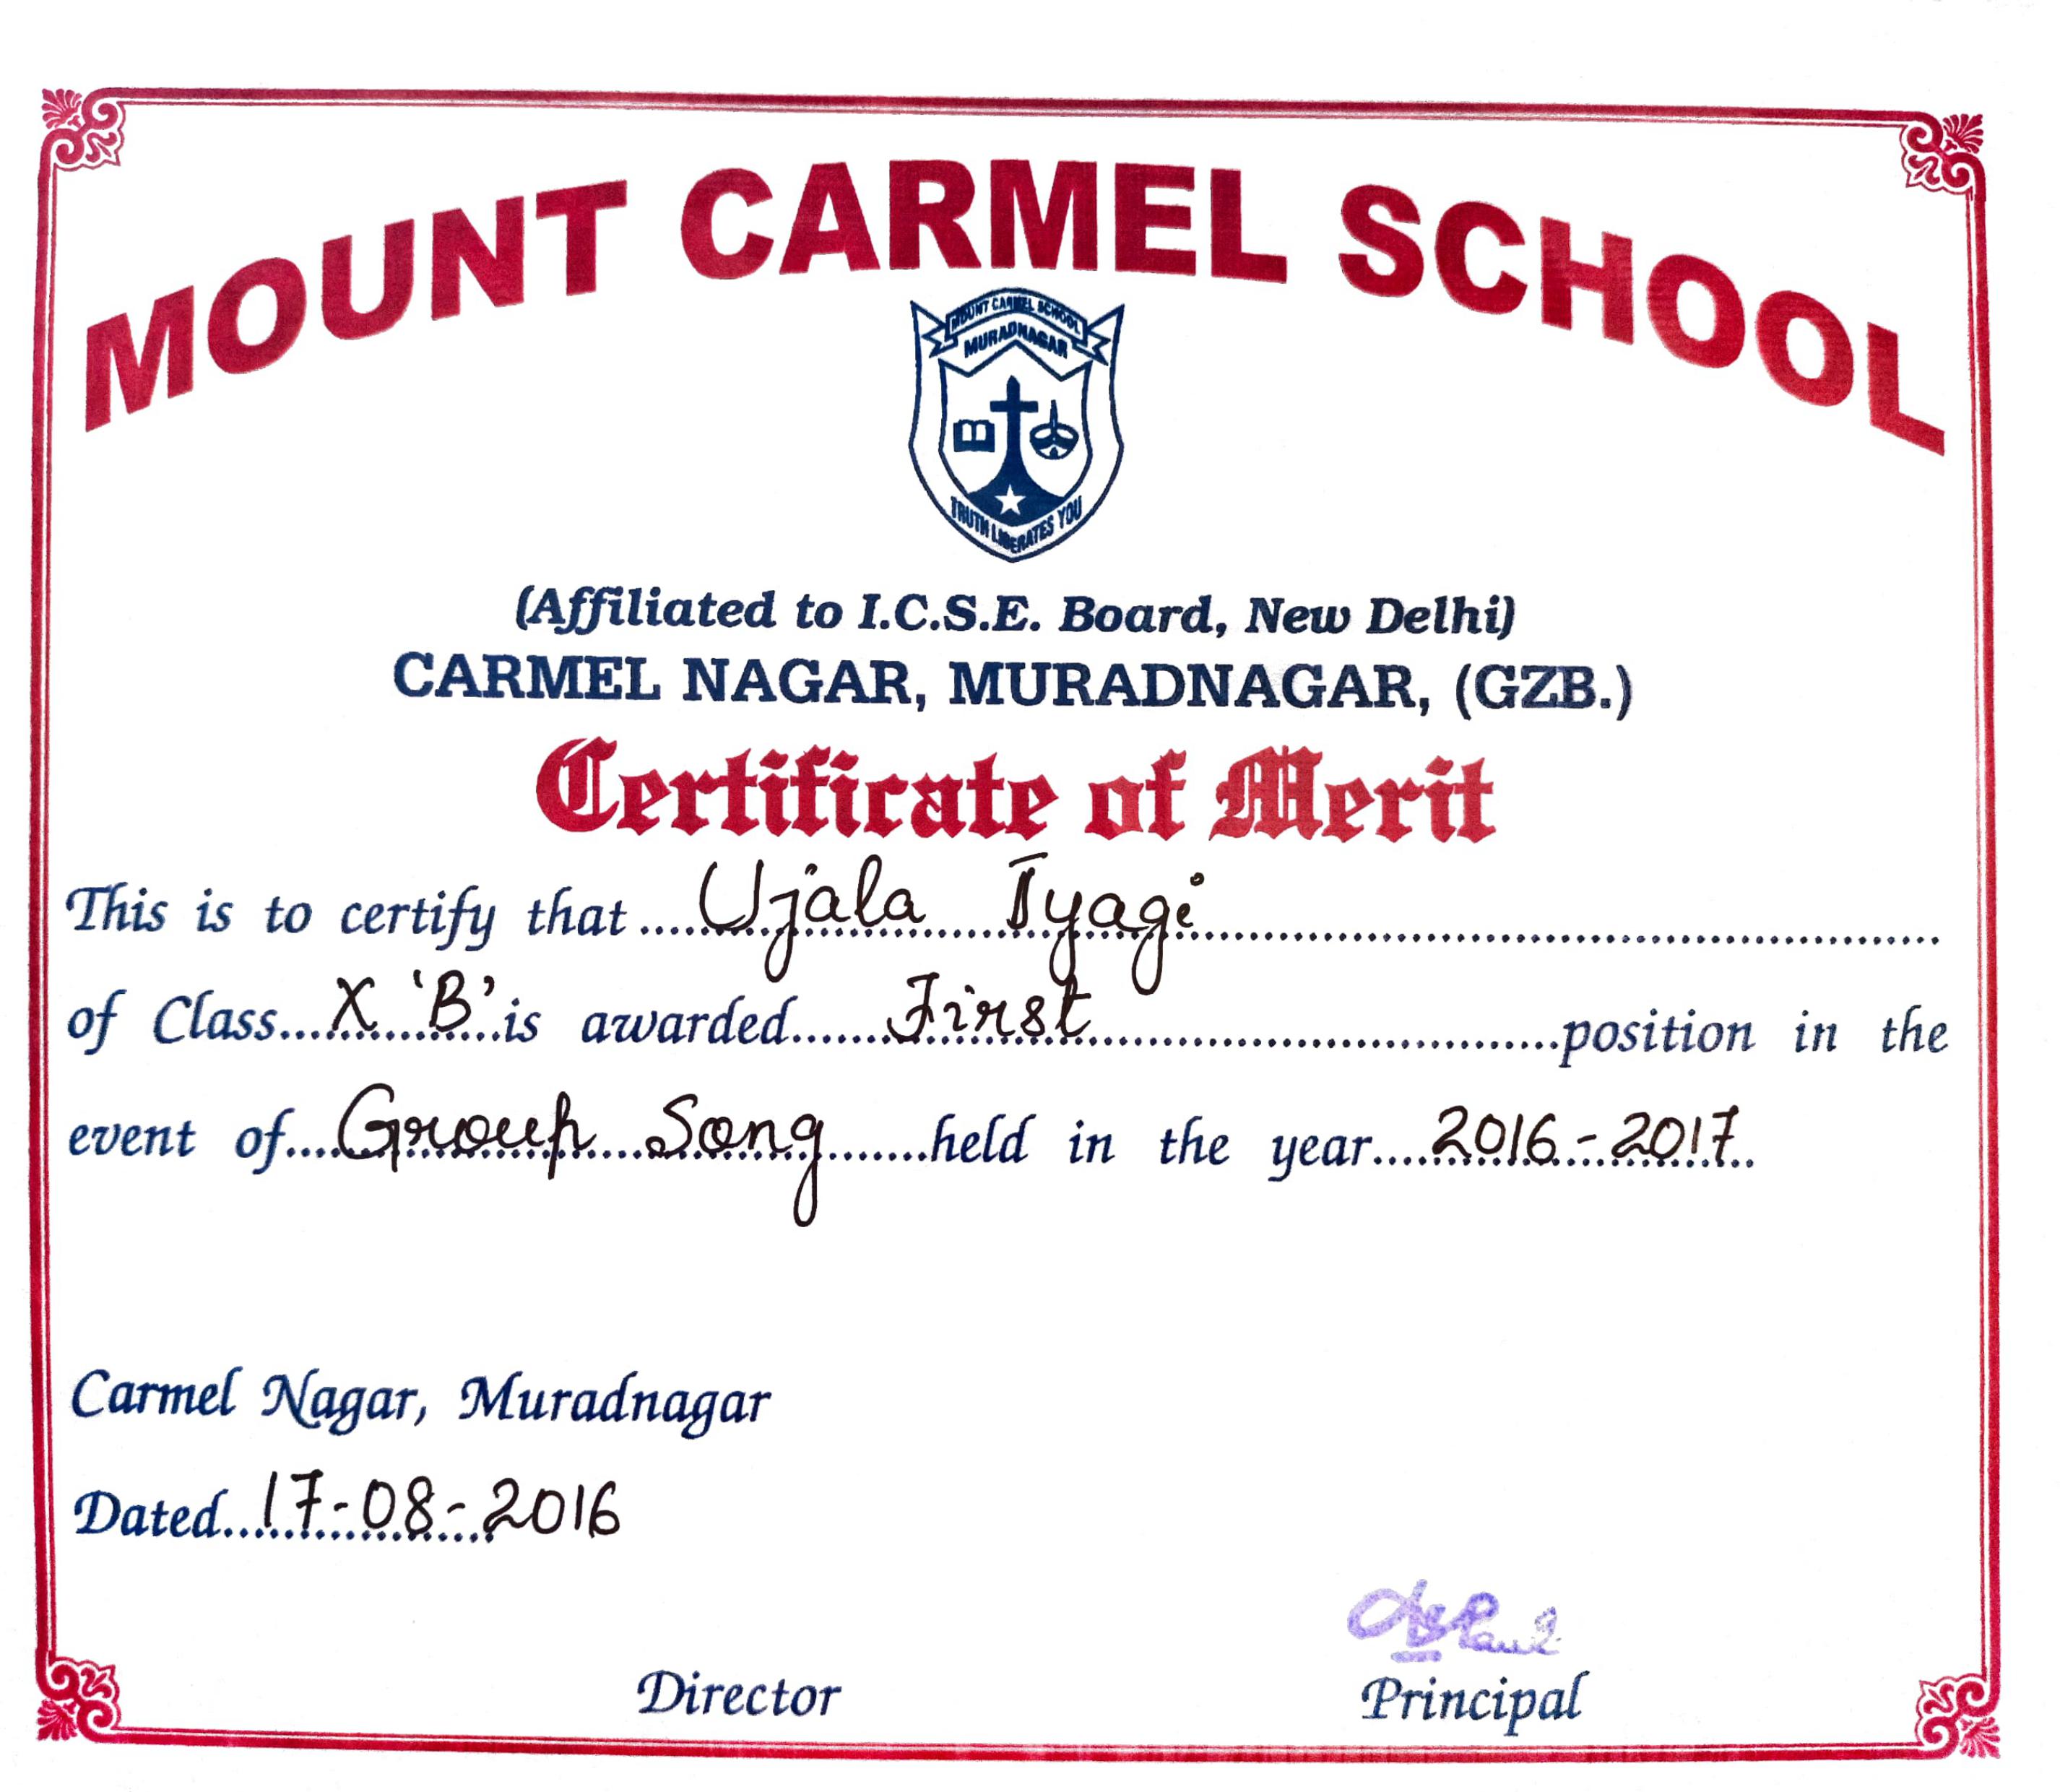 MOUNT CARMEL SCHOOL
MOUNT CARMEL SCHOOL
MURADNAGAR
TRUTH LIBERATES YOU
(Affiliated to I.C.S.E. Board, New Delhi)
CARMEL NAGAR, MURADNAGAR, (GZB.)
Certificate of Merit
This is to certify that Ujala Tyagi
of Class X 'B' is awarded First position in the
event of Group Song held in the year 2016-2017
Carmel Nagar, Muradnagar
Dated 17-08-2016
Director Principal